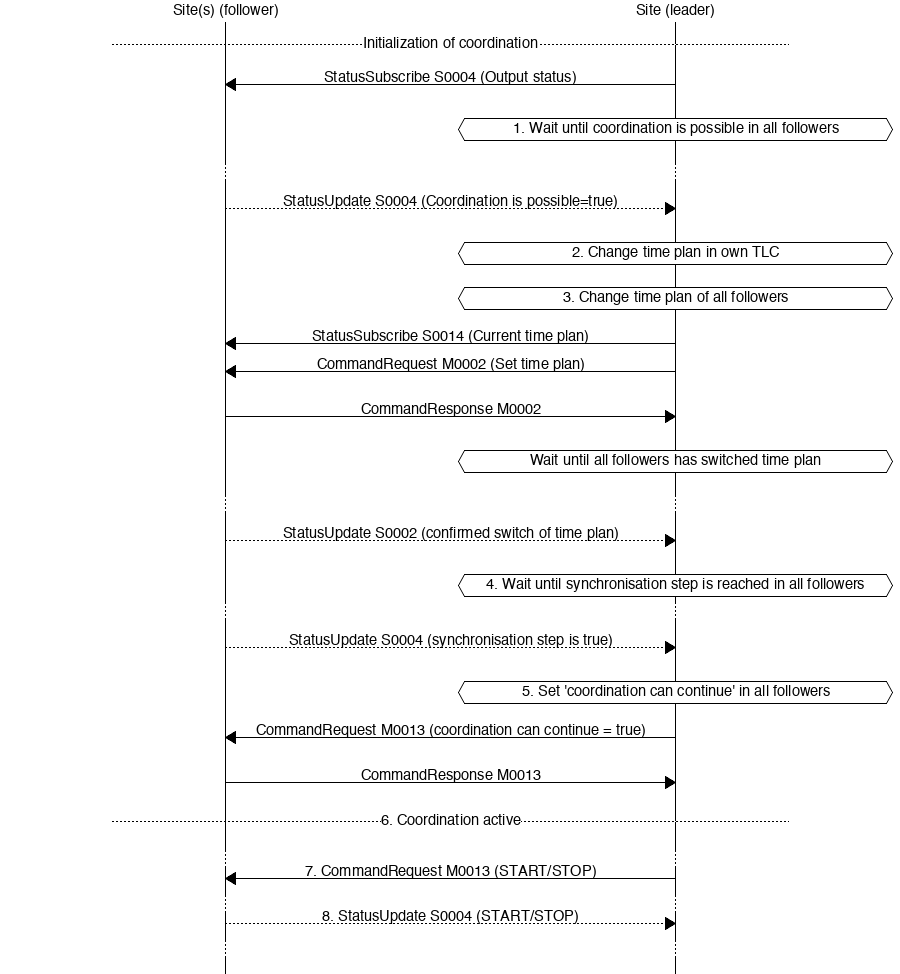 Site(s) (follower)
Site (leader)
Initialization of coordination
StatusSubscribe S0004 (Output status)
1. Wait until coordination is possible in all followers
StatusUpdate S0004 (Coordination is possible=true)
2. Change time plan in own TLC
3. Change time plan of all followers
StatusSubscribe S0014 (Current time plan)
CommandRequest M0002 (Set time plan)
CommandResponse M0002
Wait until all followers has switched time plan
StatusUpdate S0002 (confirmed switch of time plan)
4. Wait until synchronisation step is reached in all followers
StatusUpdate S0004 (synchronisation step is true)
5. Set 'coordination can continue' in all followers
CommandRequest M0013 (coordination can continue = true)
CommandResponse M0013
6. Coordination active
7. CommandRequest M0013 (START/STOP)
8. StatusUpdate S0004 (START/STOP)